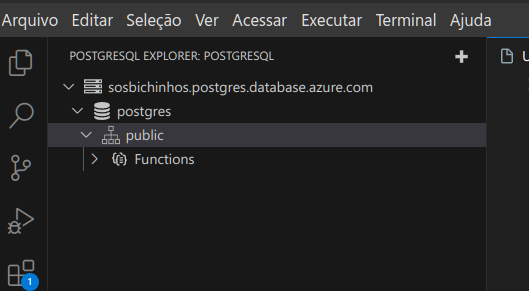 Arquivo Editar Seleção Ver Acessar Executar Terminal Ajuda
POSTGRESQL EXPLORER: POSTGRESQL
sosbichinhos.postgres.database.azure.com
postgres
public
Functions
1